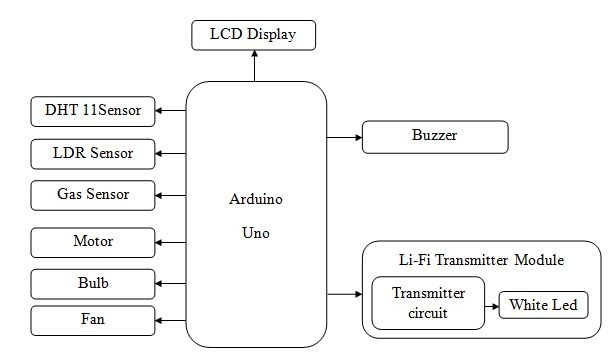 LCD Display
DHT 11Sensor
LDR Sensor
Gas Sensor
Motor
Bulb
Fan
Arduino
Uno
Buzzer
Li-Fi Transmitter Module
Transmitter
circuit
White Led